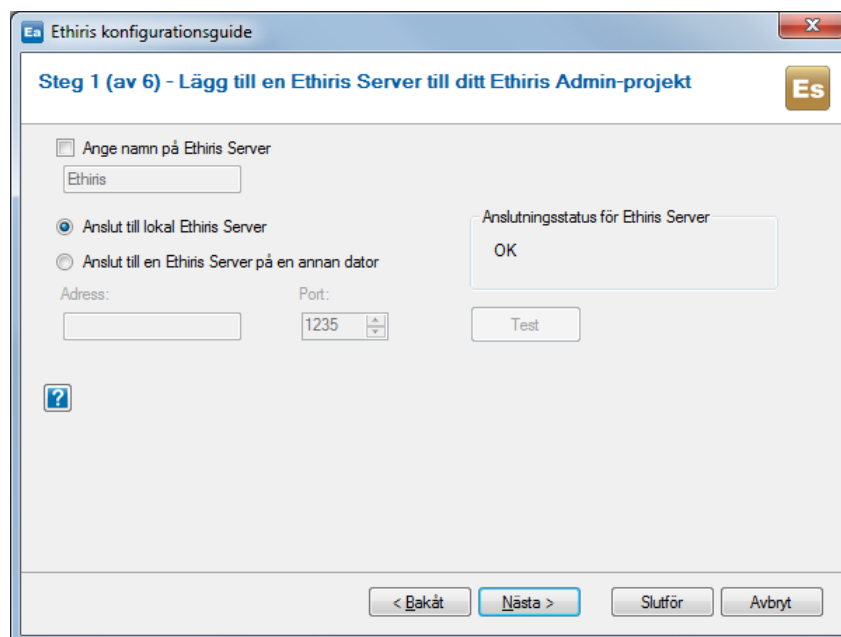 Ea Ethiris konfigurationsguide
Steg 1 (av 6) - Lägg till en Ethiris Server till ditt Ethiris Admin-projekt
Es
Ange namn på Ethiris Server
Ethiris
Anslut till lokal Ethiris Server
Anslut till en Ethiris Server på en annan dator
Anslutningsstatus för Ethiris Server
OK
Adress: Port:
1235 Test
?
< Bakåt Nästa > Slutför Avbryt